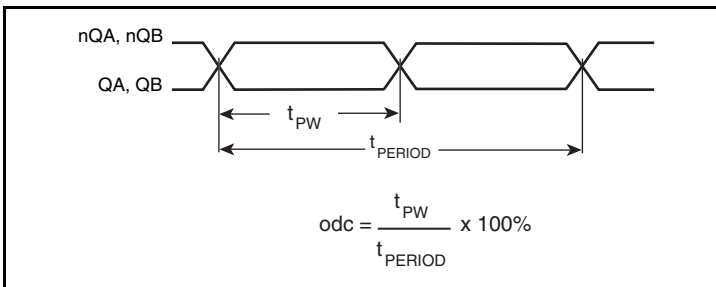 nQA, nQB
QA, QB
tPW
tPERIOD
odc = tPW / tPERIOD x 100%